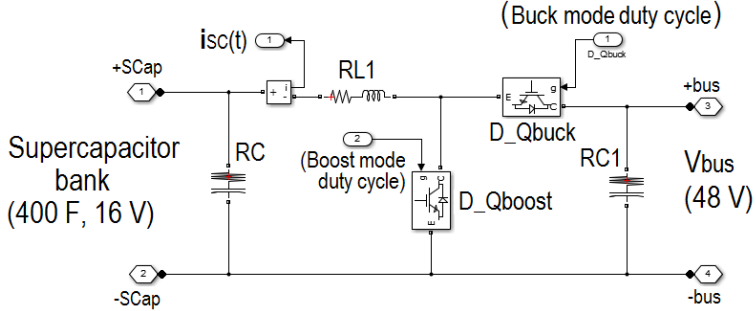 (Buck mode duty cycle)
isc(t)
1
1
D_Qbuck
+SCap
RL1
+bus
+
-
i
g
E
C
1
3
D_Qbuck
2
RC
(Boost mode
duty cycle)
RC1
Supercapacitor
bank
(400 F, 16 V)
g
C
E
D_Qboost
Vbus
(48 V)
2
4
-SCap
-bus